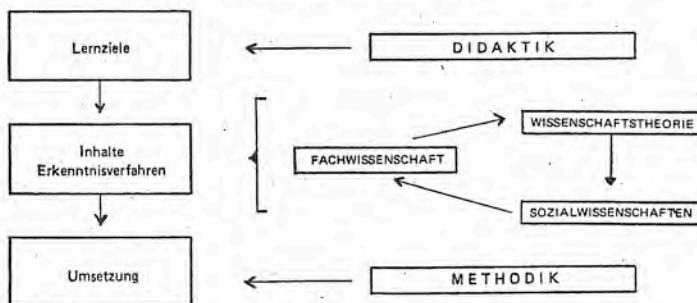 Lernziele
DIDAKTIK
Inhalte
Erkenntnisverfahren
FACHWISSENSCHAFT
WISSENSCHAFTSTHEORIE
SOZIALWISSENSCHAFTEN
Umsetzung
METHODIK